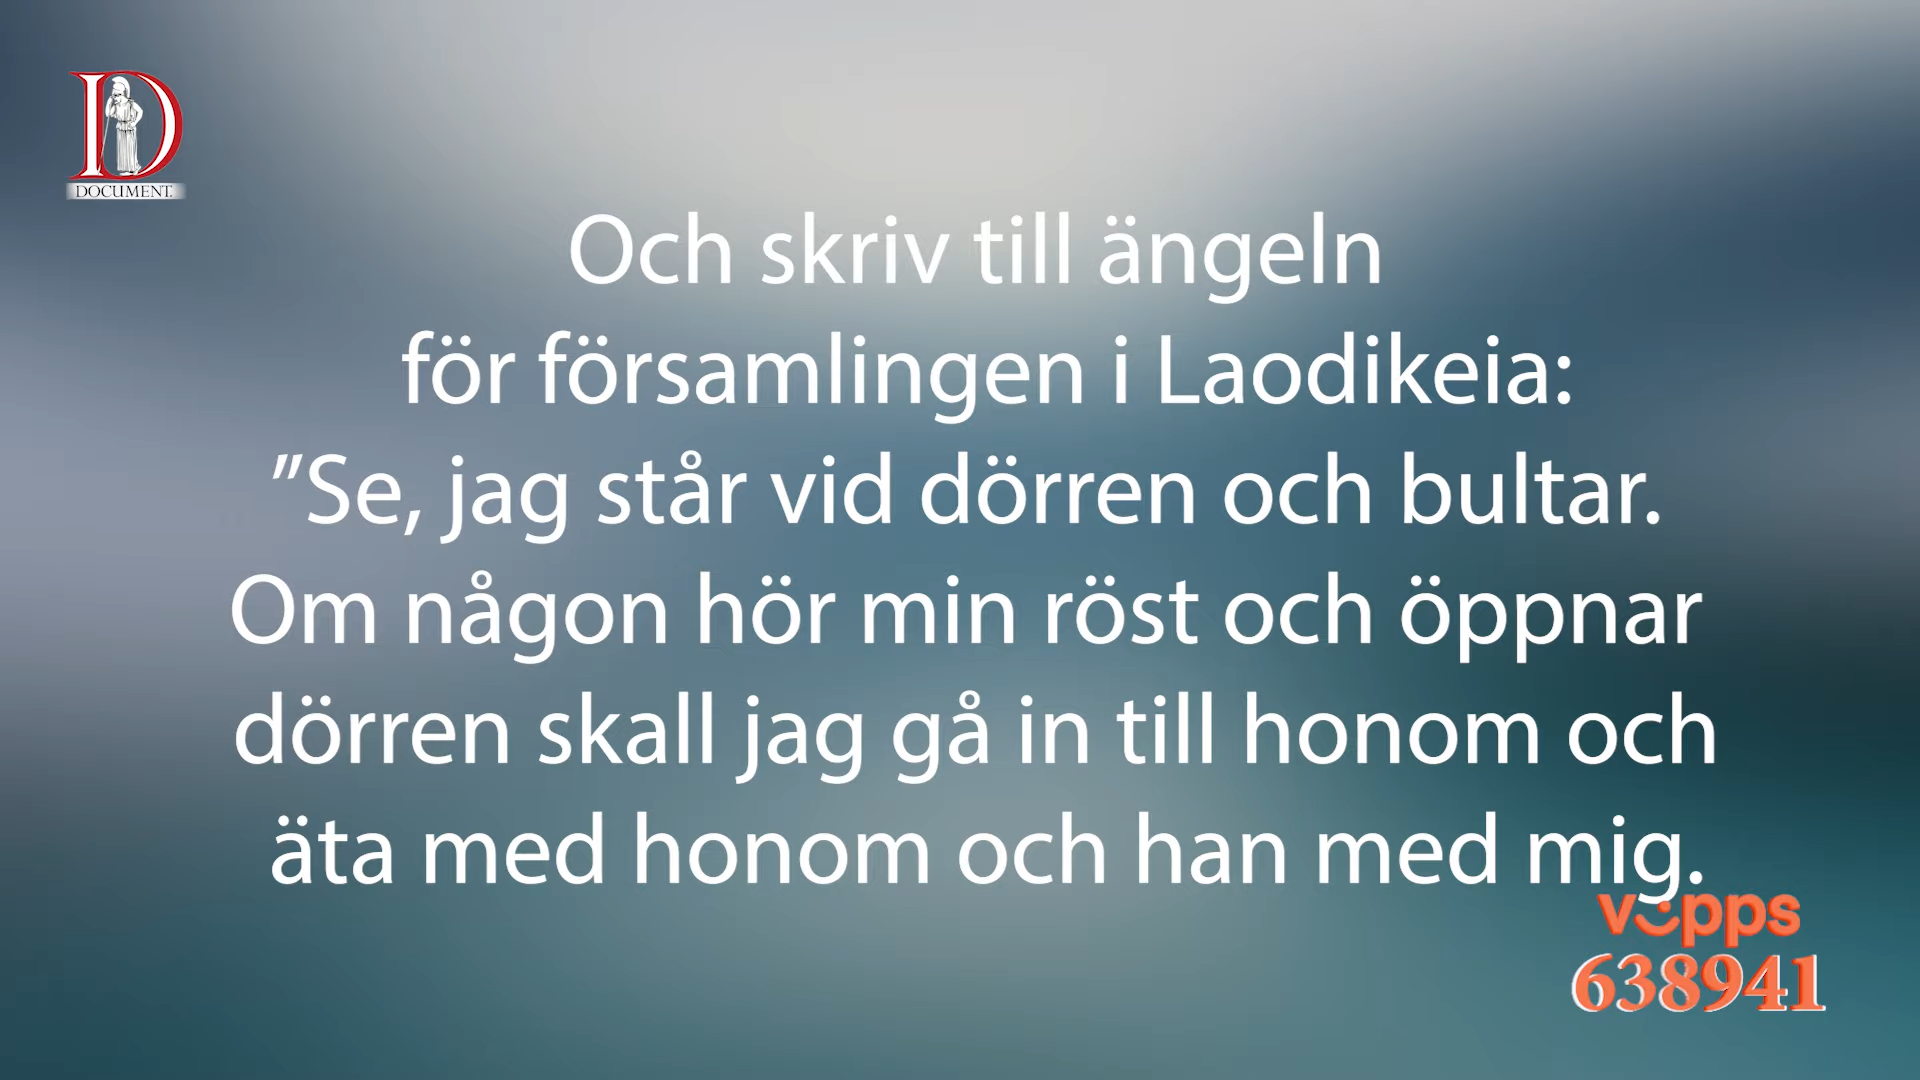 DOCUMENT.
Och skriv till ängeln
för församlingen i Laodikeia:
”Se, jag står vid dörren och bultar.
Om någon hör min röst och öppnar
dörren skall jag gå in till honom och
äta med honom och han med mig.
vipps
638941